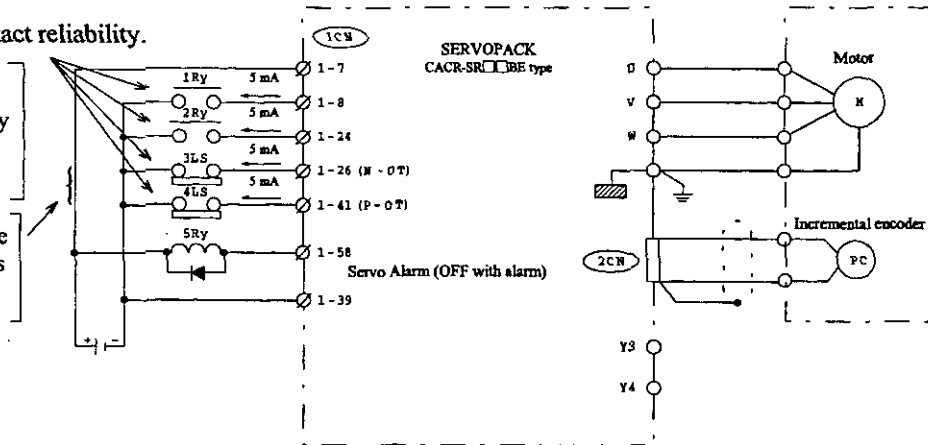 act reliability.
1CN
SERVOPACK
CACR-SR□□BE type
1-7
1Ry 5 mA
1-8
2Ry 5 mA
1-24
3LS 5 mA
1-26 (N-OT)
4LS 5 mA
1-41 (P-OT)
5Ry
1-58
Servo Alarm (OFF with alarm)
1-39
+ -
y
e
s
U
V
W
Motor
M
Incremental encoder
2CN
PC
Y3
Y4